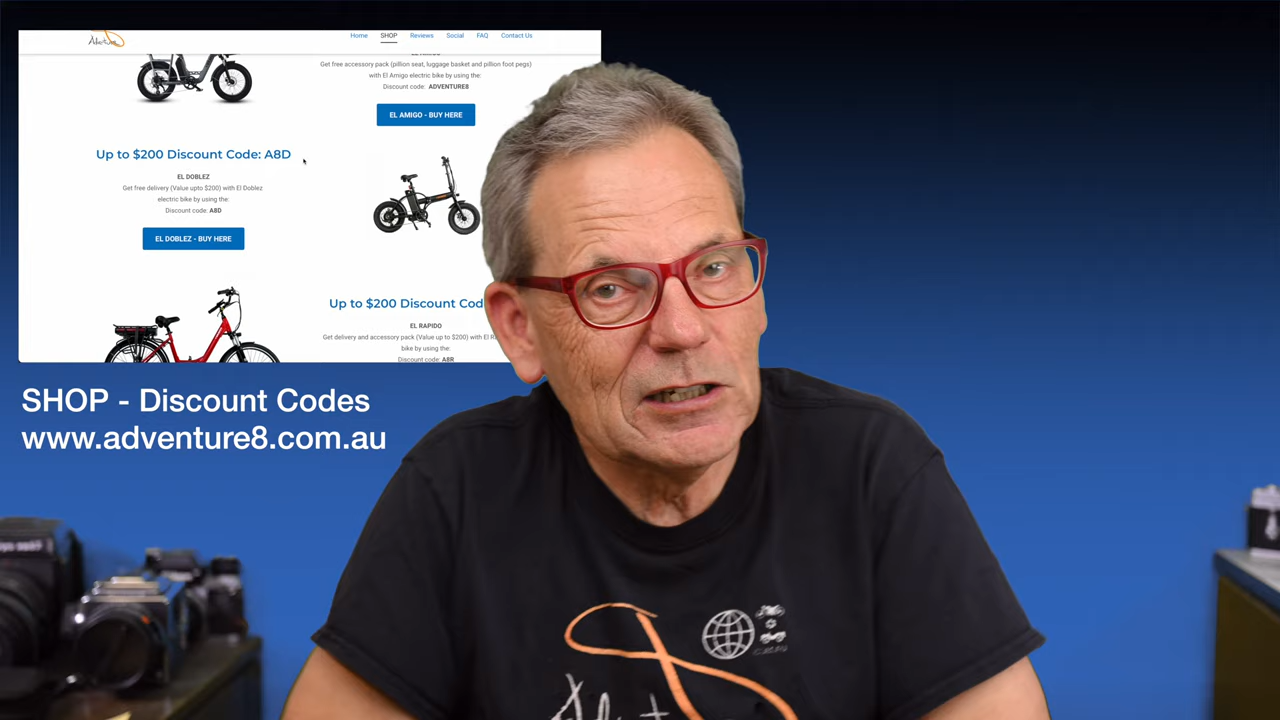 Adventure
Home SHOP Reviews Social FAQ Contact Us
Get free accessory pack (pillion seat, luggage basket and pillion foot pegs)
with El Amigo electric bike by using the:
Discount code: ADVENTURE8
EL AMIGO - BUY HERE
Up to $200 Discount Code: A8D
EL DOBLEZ
Get free delivery (Value upto $200) with El Doblez
electric bike by using the:
Discount code: A8D
EL DOBLEZ - BUY HERE
Up to $200 Discount Cod
EL RAPIDO
Get delivery and accessory pack (Value up to $200) with El R
bike by using the:
Discount code: A8R
SHOP - Discount Codes
www.adventure8.com.au